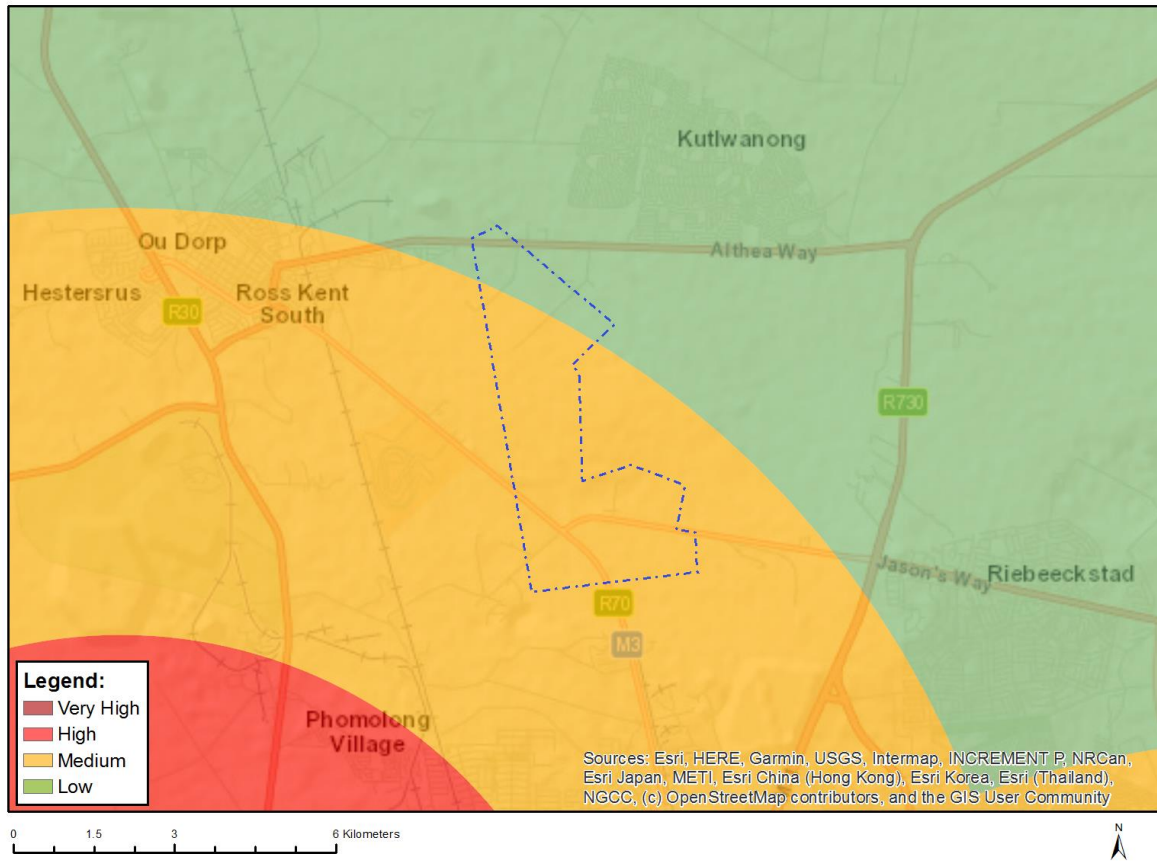 Kutlwanong
Ou Dorp
Althea Way
Hestersrus
Ross Kent
South
R30
R730
Jason's Way
Riebeeckstad
R70
M3
Legend:
Very High
High
Medium
Low
Phomolong
Village
Sources: Esri, HERE, Garmin, USGS, Intermap, INCREMENT P, NRCan,
Esri Japan, METI, Esri China (Hong Kong), Esri Korea, Esri (Thailand),
NGCC, (c) OpenStreetMap contributors, and the GIS User Community
0 1.5 3 6 Kilometers
N